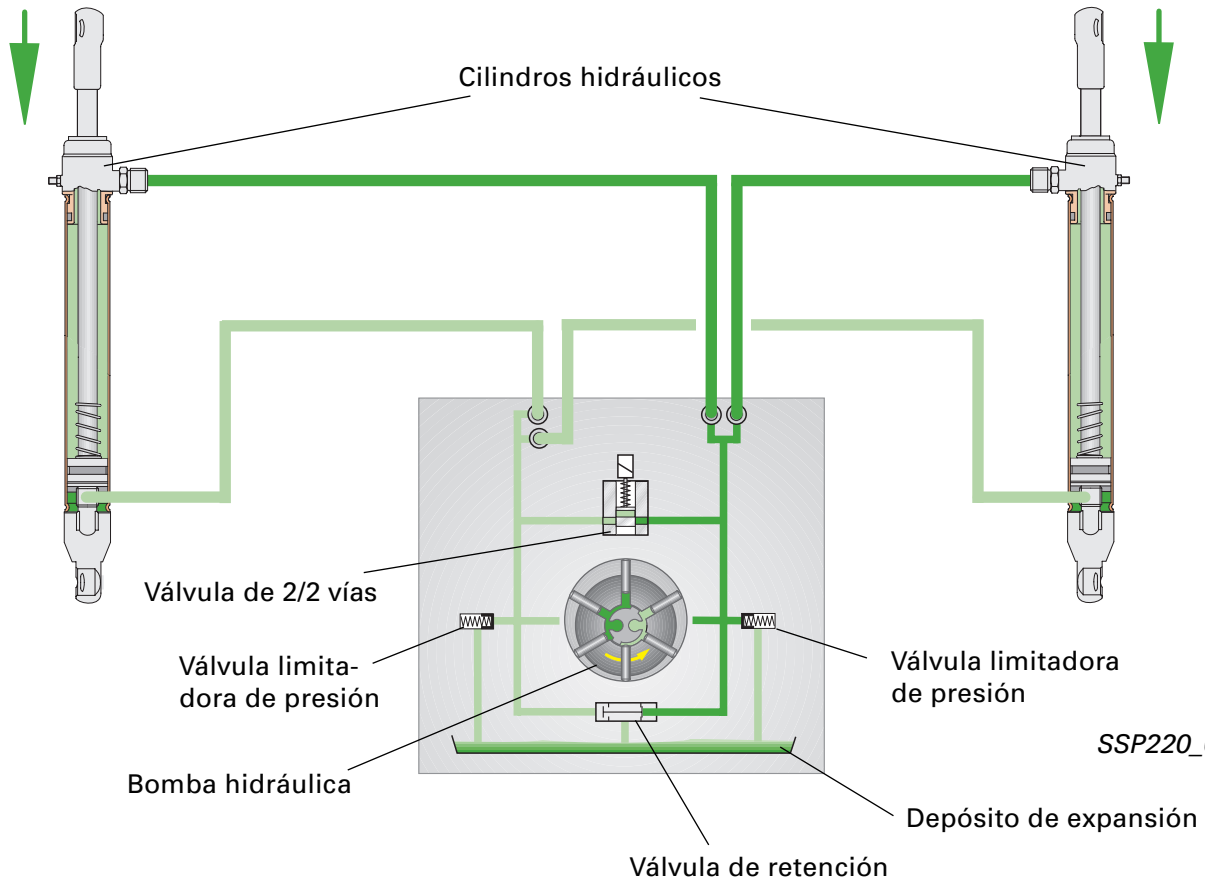 Cilindros hidráulicos
Válvula de 2/2 vías
Válvula limita-
dora de presión
Válvula limitadora
de presión
SSP220_
Bomba hidráulica
Depósito de expansión
Válvula de retención